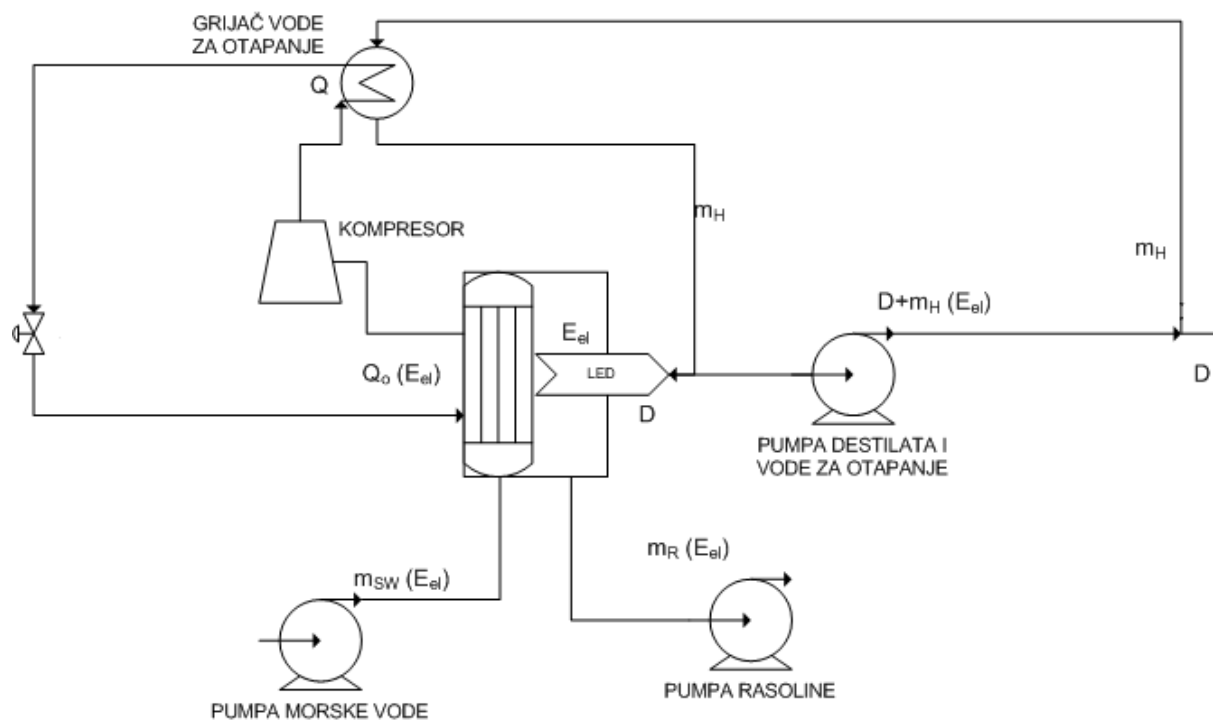 GRIJAČ VODE
ZA OTAPANJE
Q
KOMPRESOR
mH
mH
D+mH (Eel)
Eel
LED
Qo (Eel)
D
D
PUMPA DESTILATA I
VODE ZA OTAPANJE
mR (Eel)
mSW (Eel)
PUMPA RASOLINE
PUMPA MORSKE VODE